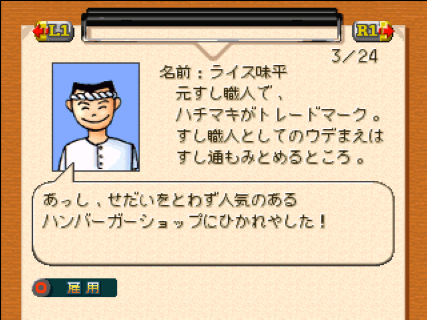 L1
R1
3/24
名前：ライス味平
元すし職人で、
ハチマキがトレードマーク。
すし職人としてのウデまえは
すし通もみとめるところ。
あっし、せだいをとわず人気のある
ハンバーガーショップにひかれやした！
雇用